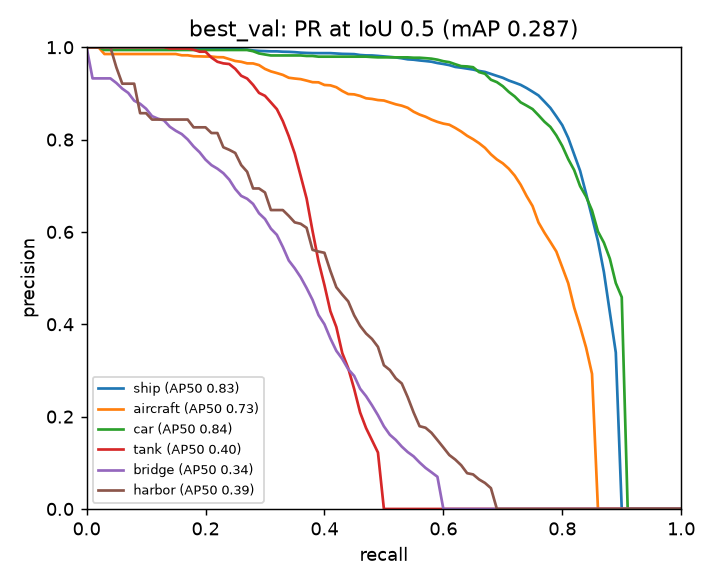 best_val: PR at IoU 0.5 (mAP 0.287)
1.0
0.8
0.6
0.4
0.2
0.0
precision
ship (AP50 0.83)
aircraft (AP50 0.73)
car (AP50 0.84)
tank (AP50 0.40)
bridge (AP50 0.34)
harbor (AP50 0.39)
0.0 0.2 0.4 0.6 0.8 1.0
recall